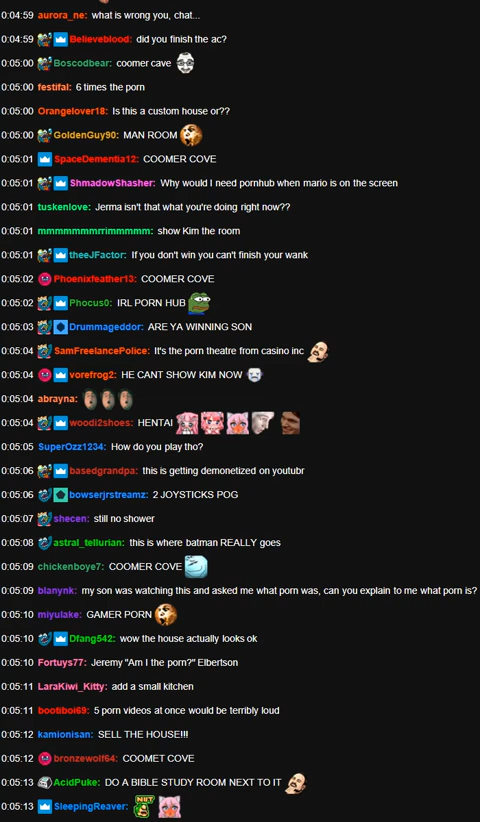 0:04:59 aurora_ne: what is wrong you, chat...
0:04:59 Believeblood: did you finish the ac?
0:05:00 Boscodbear: coomer cave
0:05:00 festifal: 6 times the porn
0:05:00 Orangelover18: Is this a custom house or??
0:05:00 GoldenGuy90: MAN ROOM
0:05:01 SpaceDementia12: COOMER COVE
0:05:01 ShmadowShasher: Why would I need pornhub when mario is on the screen
0:05:01 tuskenlove: Jerma isn't that what you're doing right now??
0:05:01 mmmmmmmrrimmmmm: show Kim the room
0:05:01 theeJFactor: If you don't win you can't finish your wank
0:05:02 Phoenixfeather13: COOMER COVE
0:05:02 Phocus0: IRL PORN HUB
0:05:03 Drummageddor: ARE YA WINNING SON
0:05:04 SamFreelancePolice: It's the porn theatre from casino inc
0:05:04 vorefrog2: HE CANT SHOW KIM NOW
0:05:04 abrayna:
0:05:04 woodi2shoes: HENTAI
0:05:05 SuperOzz1234: How do you play tho?
0:05:06 basedgrandpa: this is getting demonetized on youtubr
0:05:06 bowserjrstreamz: 2 JOYSTICKS POG
0:05:07 shecen: still no shower
0:05:08 astral_tellurian: this is where batman REALLY goes
0:05:09 chickenboye7: COOMER COVE
0:05:09 blanynk: my son was watching this and asked me what porn was, can you explain to me what porn is?
0:05:10 miyulake: GAMER PORN
0:05:10 Dfang542: wow the house actually looks ok
0:05:10 Fortuys77: Jeremy "Am I the porn?" Elbertson
0:05:11 LaraKiwi_Kitty: add a small kitchen
0:05:11 bootiboi69: 5 porn videos at once would be terribly loud
0:05:12 kamionisan: SELL THE HOUSE!!!
0:05:12 bronzewolf64: COOMET COVE
0:05:13 AcidPuke: DO A BIBLE STUDY ROOM NEXT TO IT
0:05:13 SleepingReaver: NUT